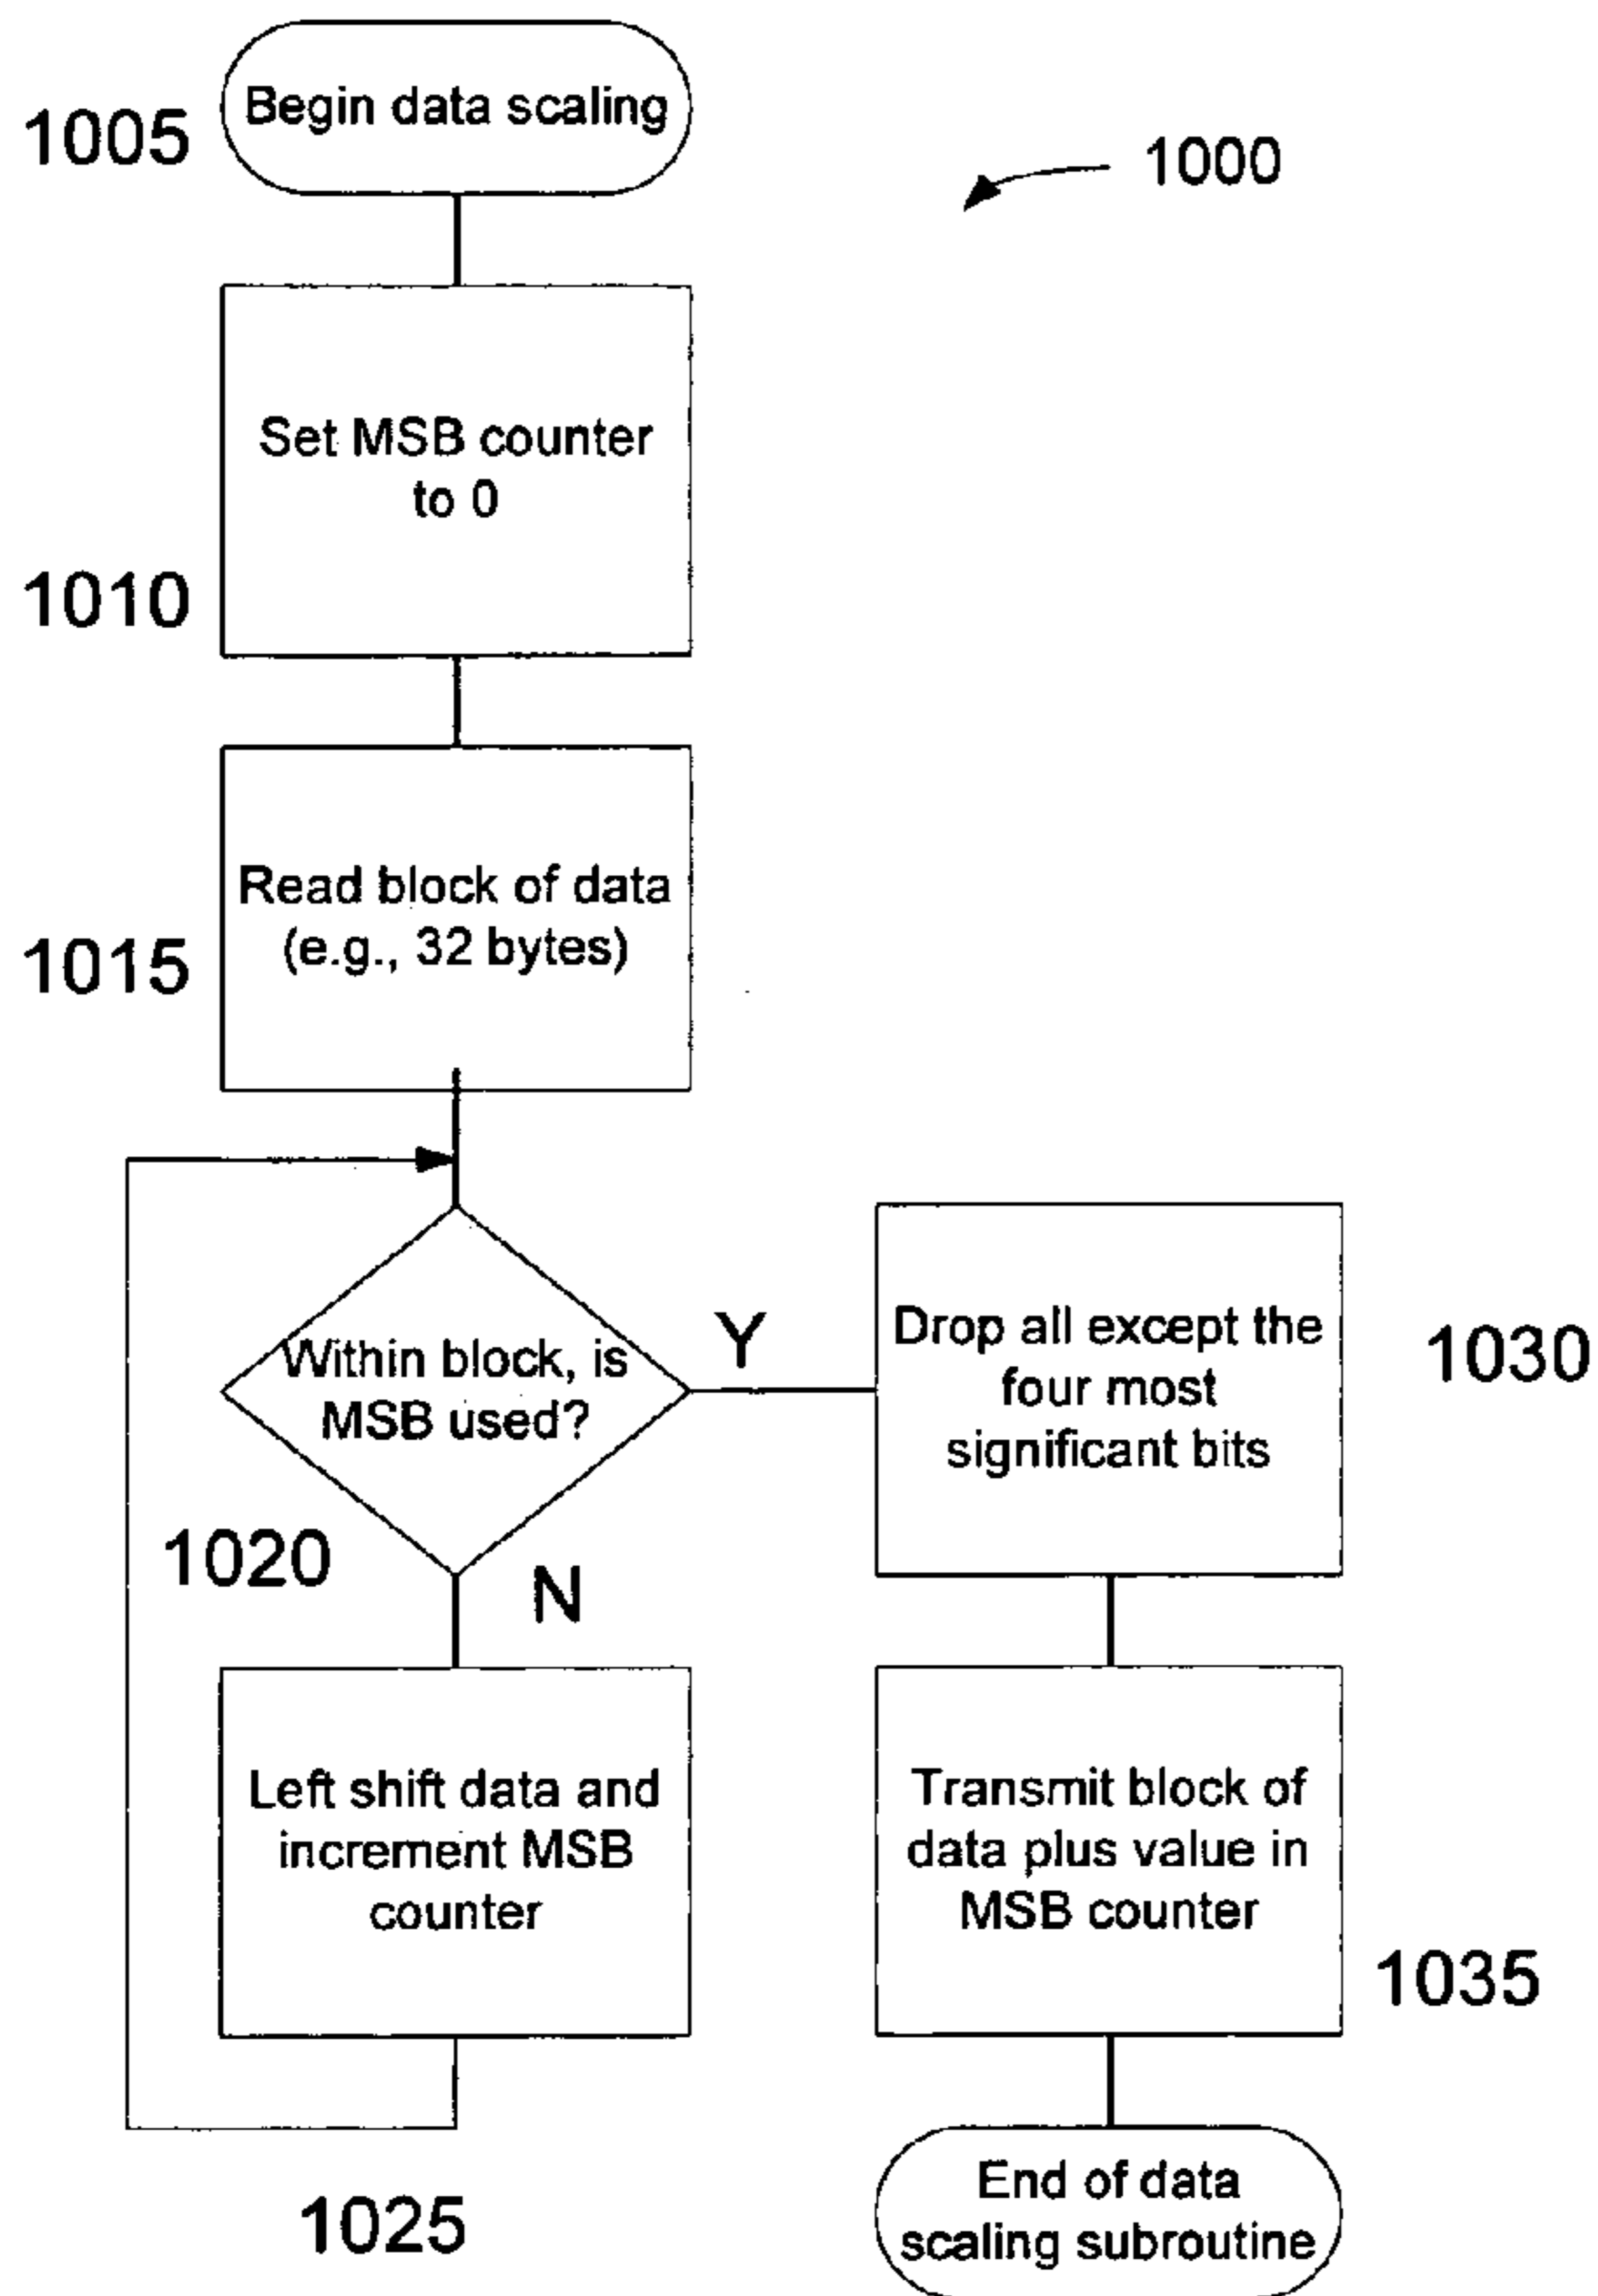 Begin data scaling
1005
1000
Set MSB counter
to 0
1010
Read block of data
(e.g., 32 bytes)
1015
Within block, is
MSB used?
Y
Drop all except the
four most
significant bits
1030
1020
N
Left shift data and
increment MSB
counter
Transmit block of
data plus value in
MSB counter
1035
1025
End of data
scaling subroutine